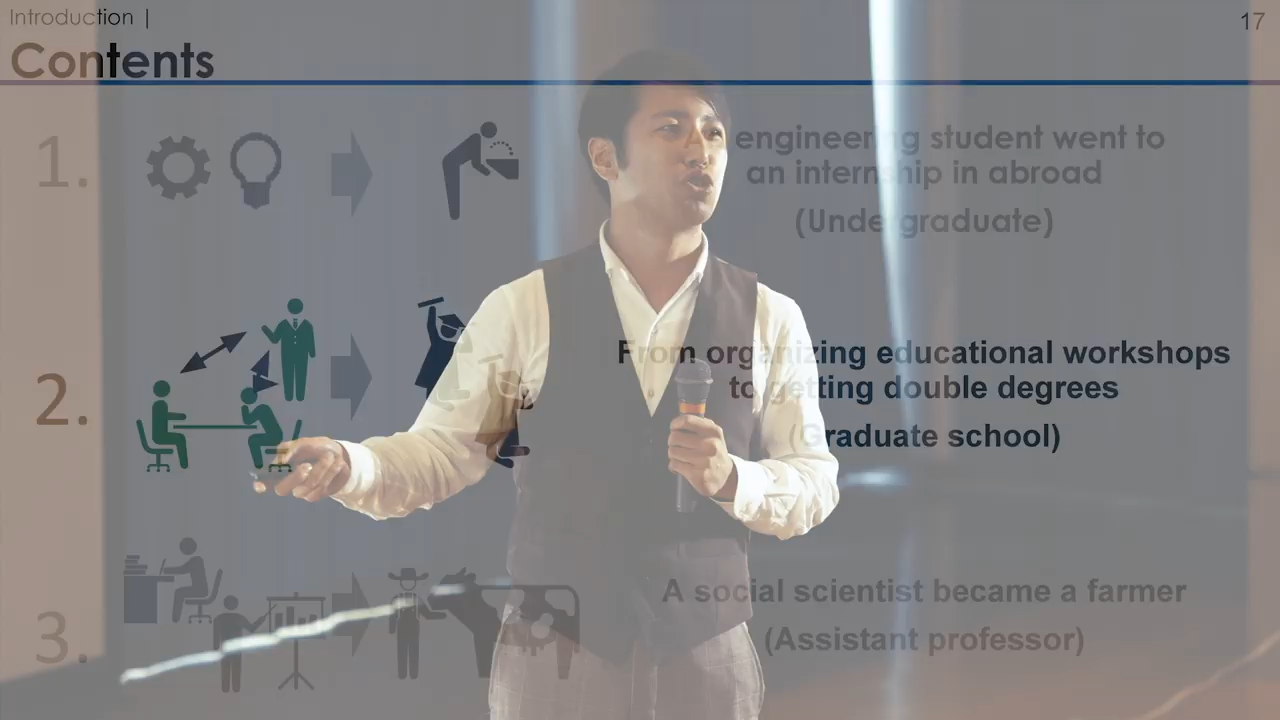 Introduction |
17
Contents
1.
engineering student went to
an internship in abroad
(Undergraduate)
2.
From organizing educational workshops
to getting double degrees
(Graduate school)
3.
A social scientist became a farmer
(Assistant professor)